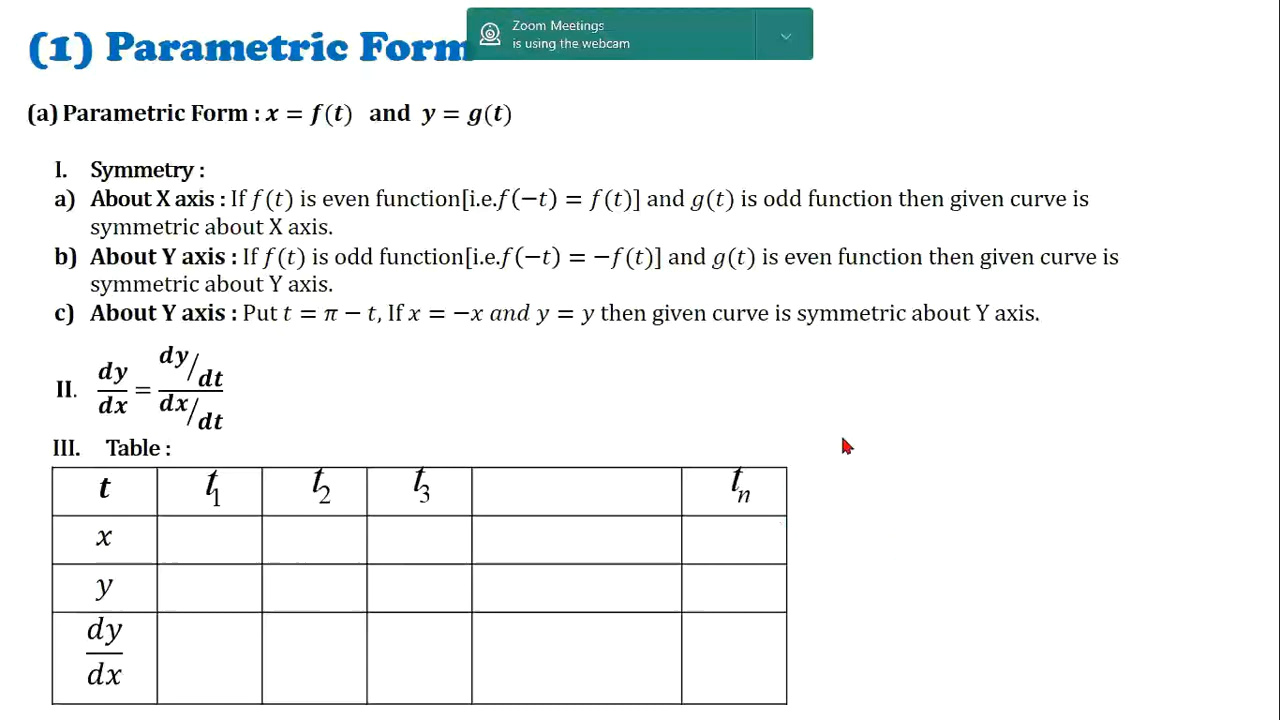 (1) Parametric Form
Zoom Meetings
is using the webcam
(a) Parametric Form : x = f(t) and y = g(t)
I. Symmetry :
a) About X axis : If f(t) is even function[i.e.f(−t) = f(t)] and g(t) is odd function then given curve is
symmetric about X axis.
b) About Y axis : If f(t) is odd function[i.e.f(−t) = −f(t)] and g(t) is even function then given curve is
symmetric about Y axis.
c) About Y axis : Put t = π − t, If x = −x and y = y then given curve is symmetric about Y axis.
II. dy/dx = (dy/dt)/(dx/dt)
III. Table :
t t₁ t₂ t₃ tₙ
x
y
dy/dx